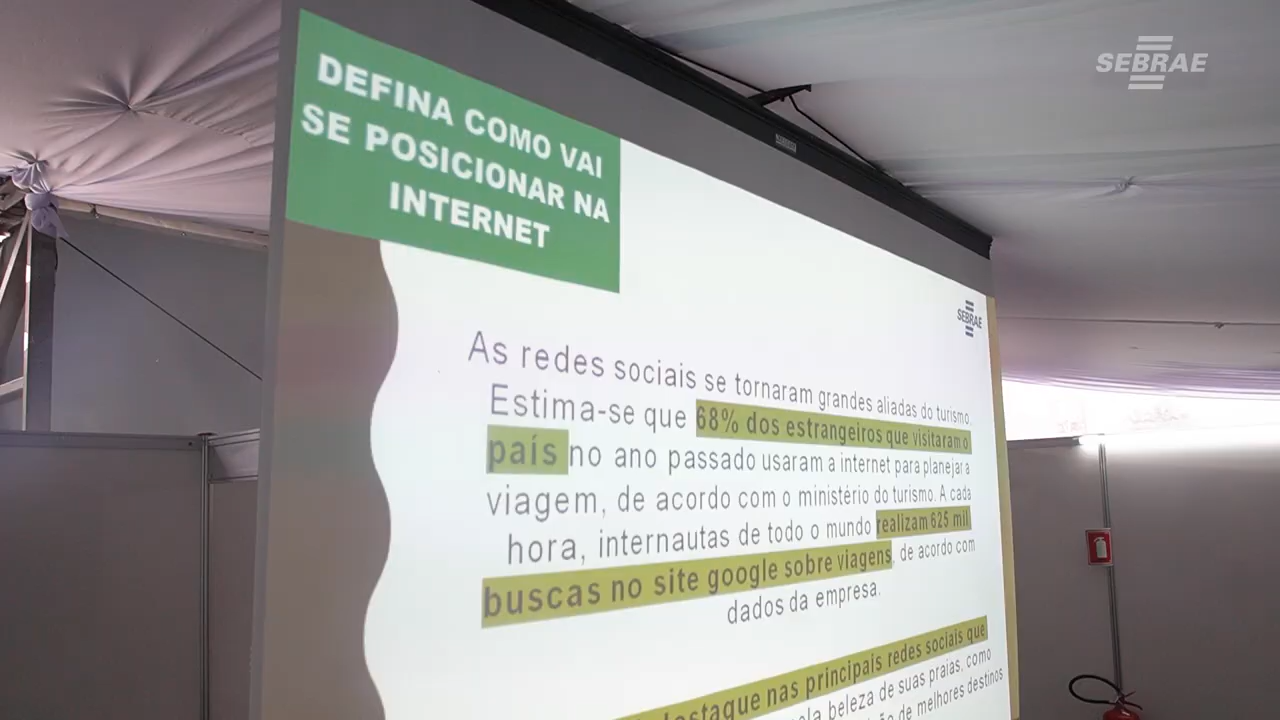 SEBRAE
DEFINA COMO VAI
SE POSICIONAR NA
INTERNET
SEBRAE
As redes sociais se tornaram grandes aliadas do turismo.
Estima-se que 68% dos estrangeiros que visitaram o
país no ano passado usaram a internet para planejar a
viagem, de acordo com o ministério do turismo. A cada
hora, internautas de todo o mundo realizam 625 mil
buscas no site google sobre viagens, de acordo com
dados da empresa.
nas principais redes sociais que
beleza de suas praias, como
de melhores destinos